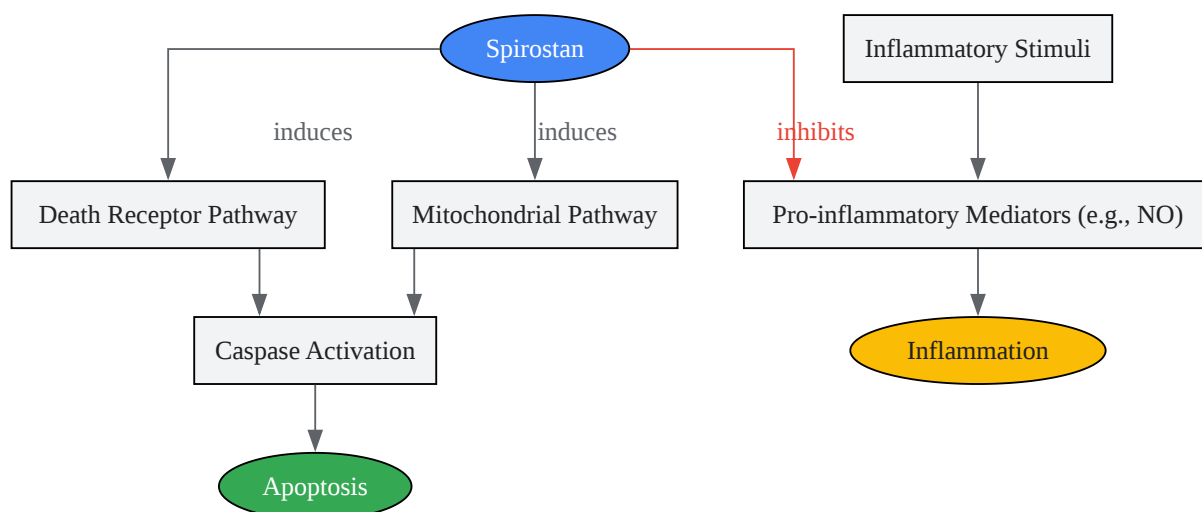 Spirostan
Inflammatory Stimuli
induces
induces
inhibits
Death Receptor Pathway
Mitochondrial Pathway
Pro-inflammatory Mediators (e.g., NO)
Caspase Activation
Inflammation
Apoptosis